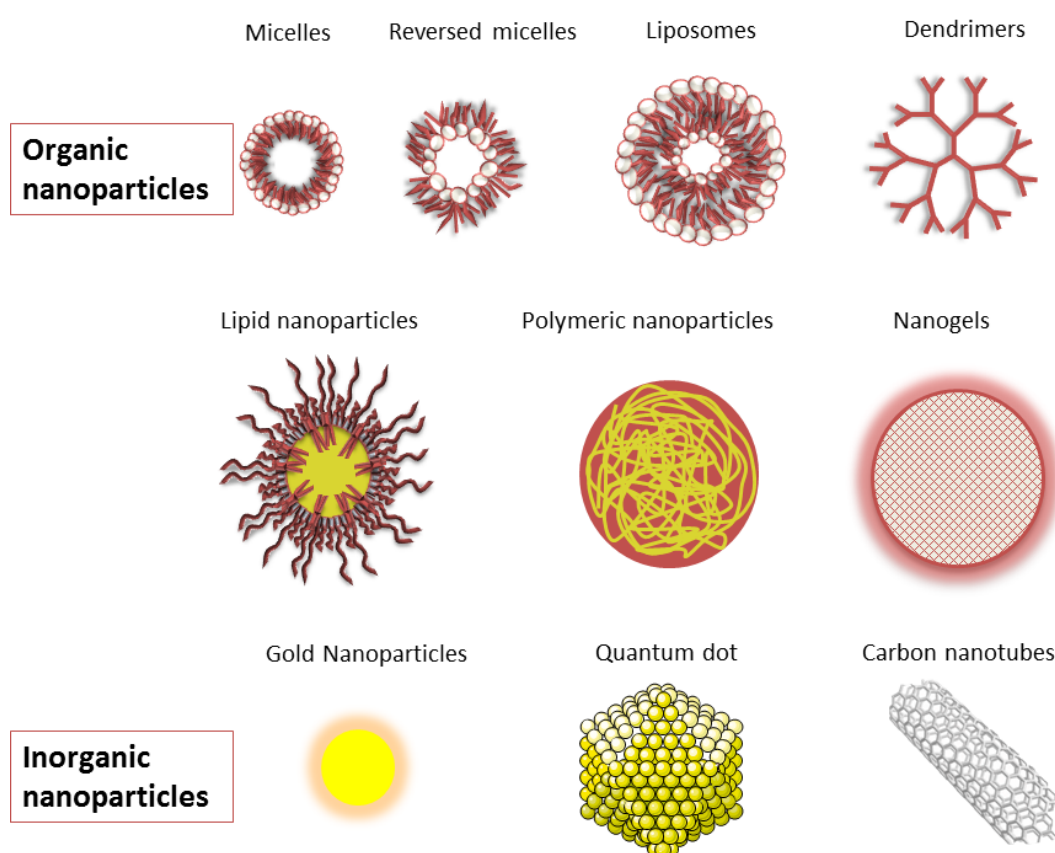 Micelles
Reversed micelles
Liposomes
Dendrimers
Organic
nanoparticles
Lipid nanoparticles
Polymeric nanoparticles
Nanogels
Gold Nanoparticles
Quantum dot
Carbon nanotubes
Inorganic
nanoparticles